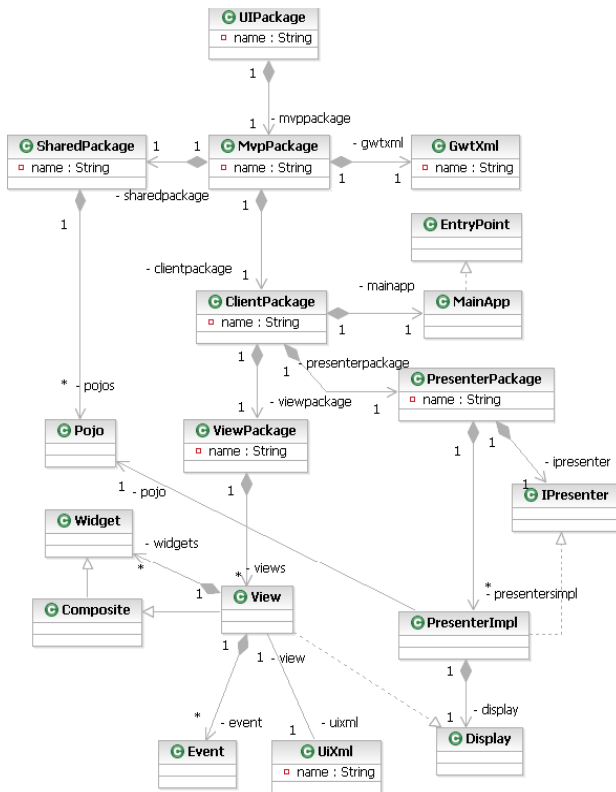 UIPackage
name : String
1
1
- mvppackage
SharedPackage
name : String
1
1
MvpPackage
name : String
- gwtxml
1
1
GwtXml
name : String
1
- sharedpackage
1
EntryPoint
- clientpackage
1
ClientPackage
name : String
- mainapp
1
1
MainApp
1
1
- presenterpackage
1
PresenterPackage
name : String
* - pojos
1
- viewpackage
Pojo
ViewPackage
name : String
1
1
- ipresenter
1
IPresenter
1
- pojo
1
Widget
- widgets
*
* - views
*
- presentersimpl
Composite
1
View
PresenterImpl
1
1
- view
1
- event
*
- uixml
1
- display
1
Event
UiXml
name : String
Display